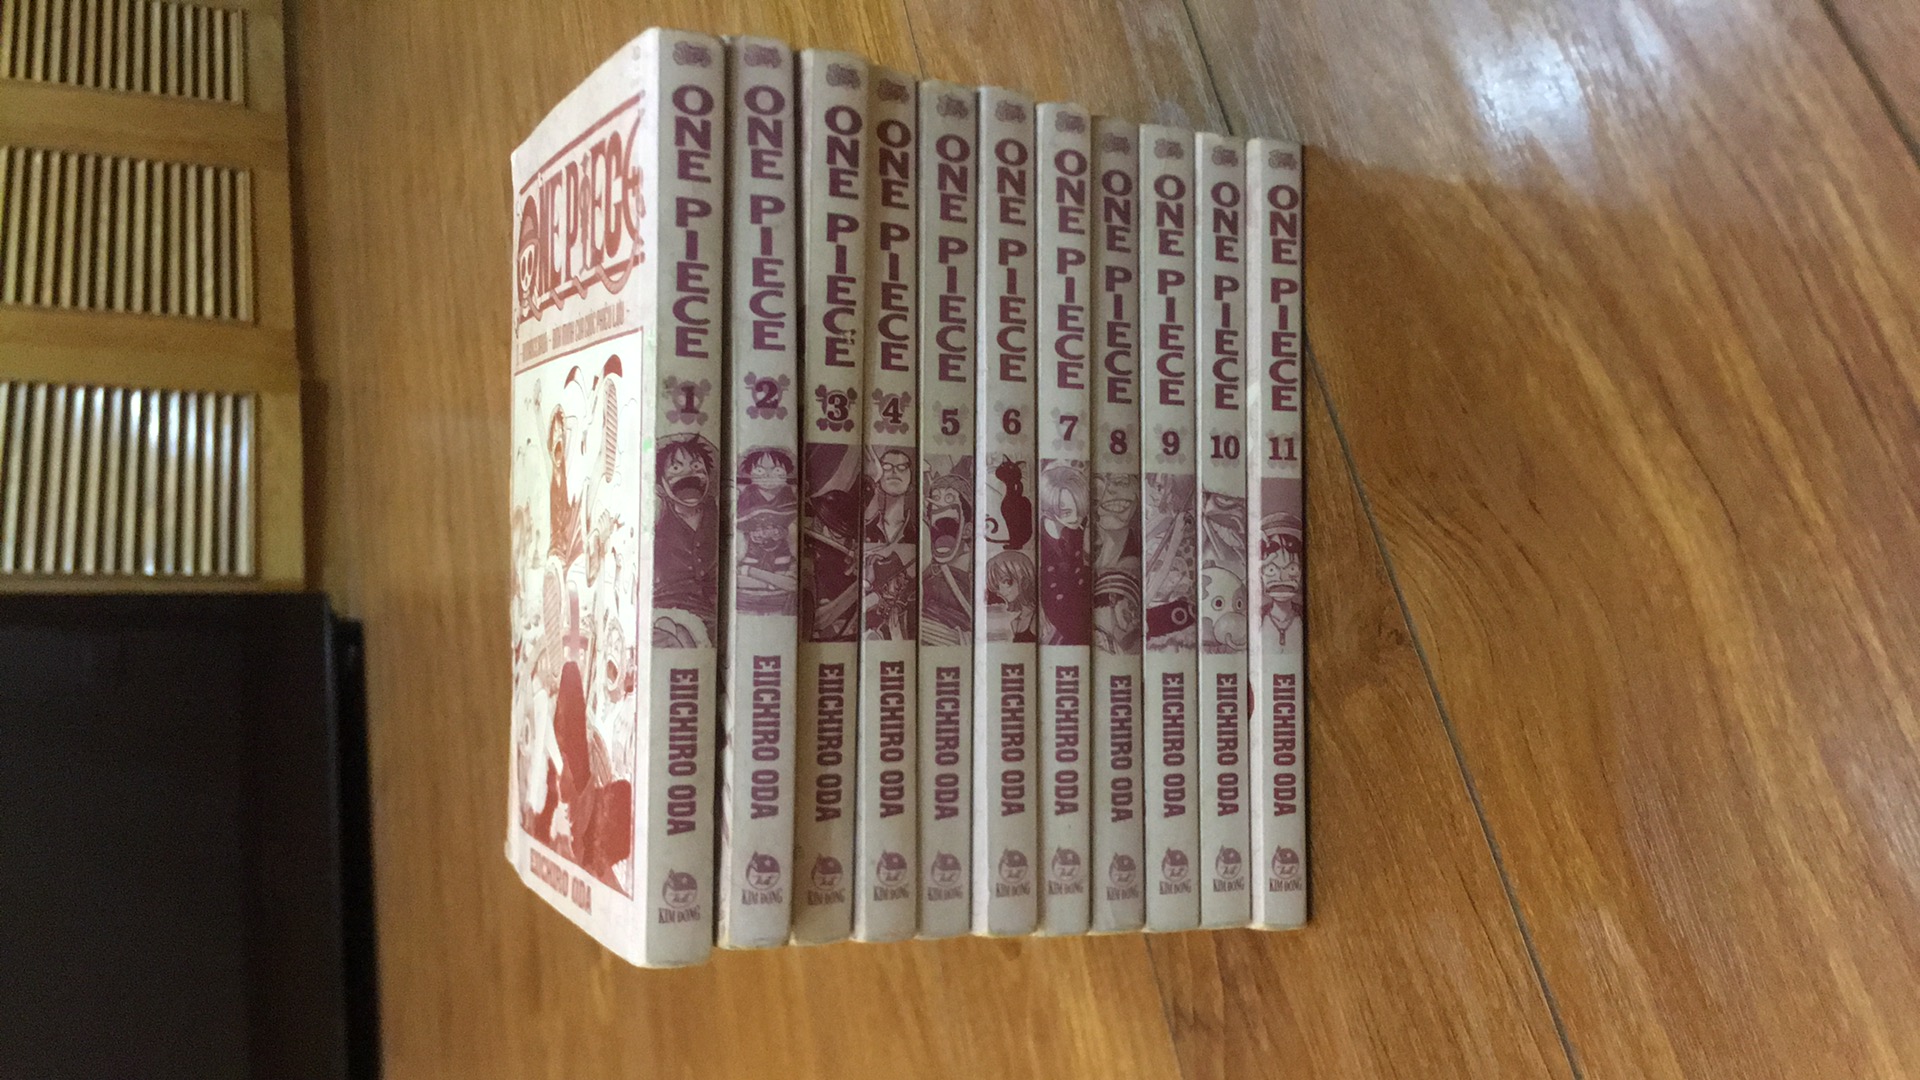 ONE PIECE
EIICHIRO ODA
ONE PIECE
1
EIICHIRO ODA
KIM ĐỒNG
ONE PIECE
2
EIICHIRO ODA
KIM ĐỒNG
ONE PIECE
3
EIICHIRO ODA
KIM ĐỒNG
ONE PIECE
4
EIICHIRO ODA
KIM ĐỒNG
ONE PIECE
5
EIICHIRO ODA
KIM ĐỒNG
ONE PIECE
6
EIICHIRO ODA
KIM ĐỒNG
ONE PIECE
7
EIICHIRO ODA
KIM ĐỒNG
ONE PIECE
8
EIICHIRO ODA
KIM ĐỒNG
ONE PIECE
9
EIICHIRO ODA
KIM ĐỒNG
ONE PIECE
10
EIICHIRO ODA
KIM ĐỒNG
ONE PIECE
11
EIICHIRO ODA
KIM ĐỒNG